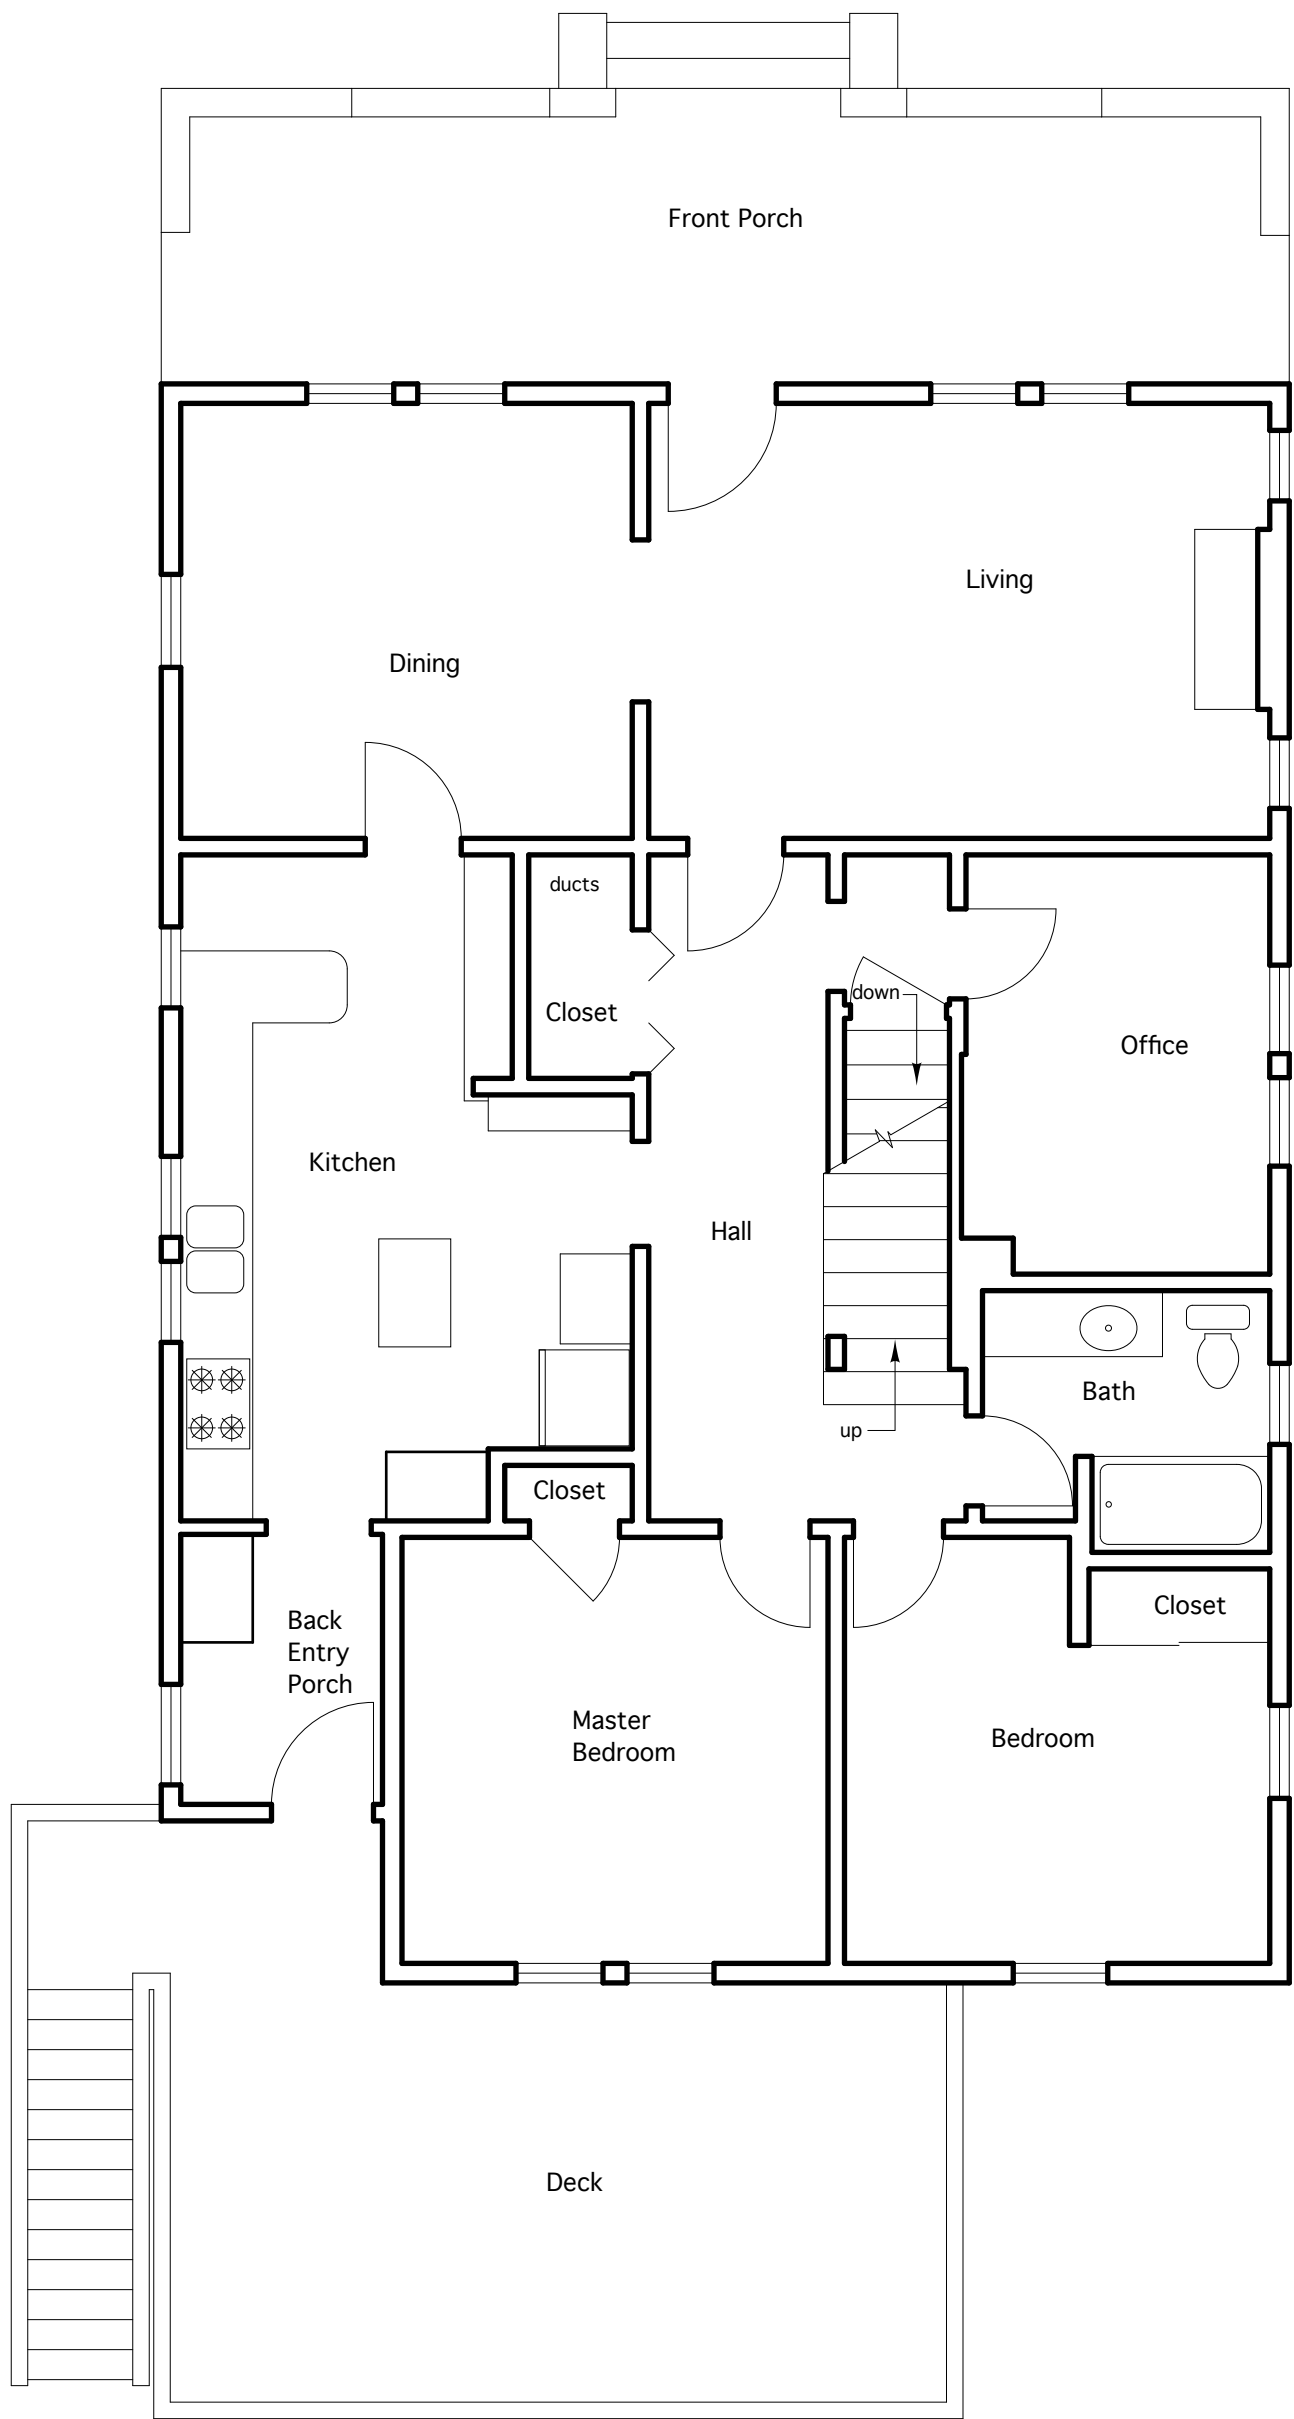 Front Porch
Living
Dining
ducts
down
Closet
Office
Kitchen
Hall
Bath
up
Closet
Closet
Back
Entry
Porch
Master
Bedroom
Bedroom
Deck